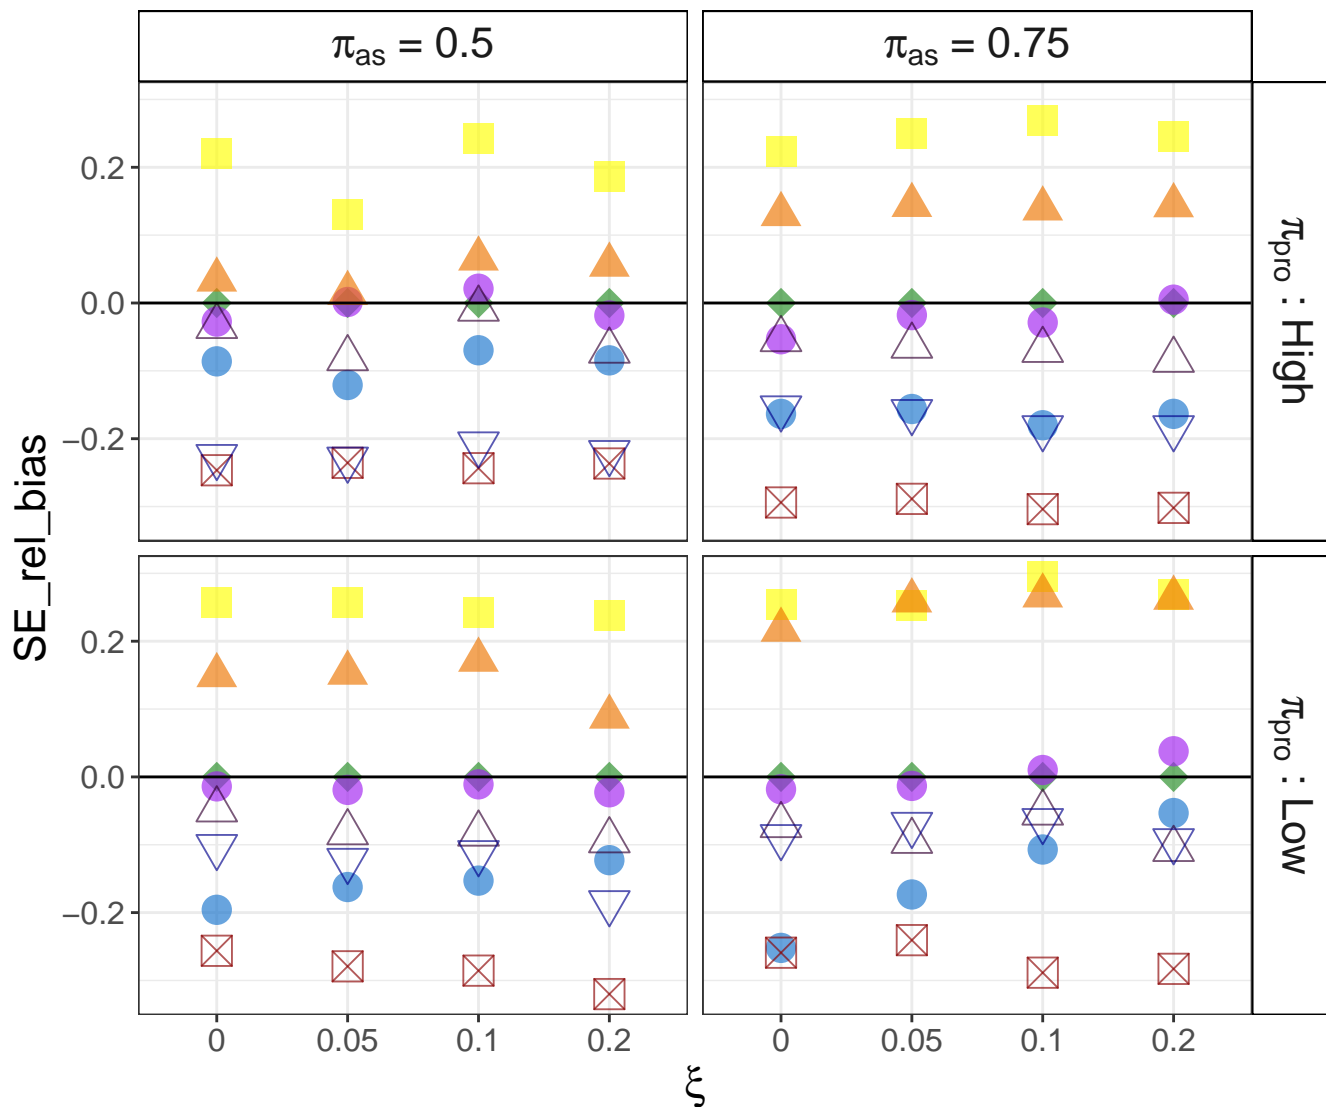 π_as = 0.5
π_as = 0.75
0.2
0.0
−0.2
π_pro : High
SE_rel_bias
0.2
0.0
−0.2
π_pro : Low
0 0.05 0.1 0.2
0 0.05 0.1 0.2
ξ